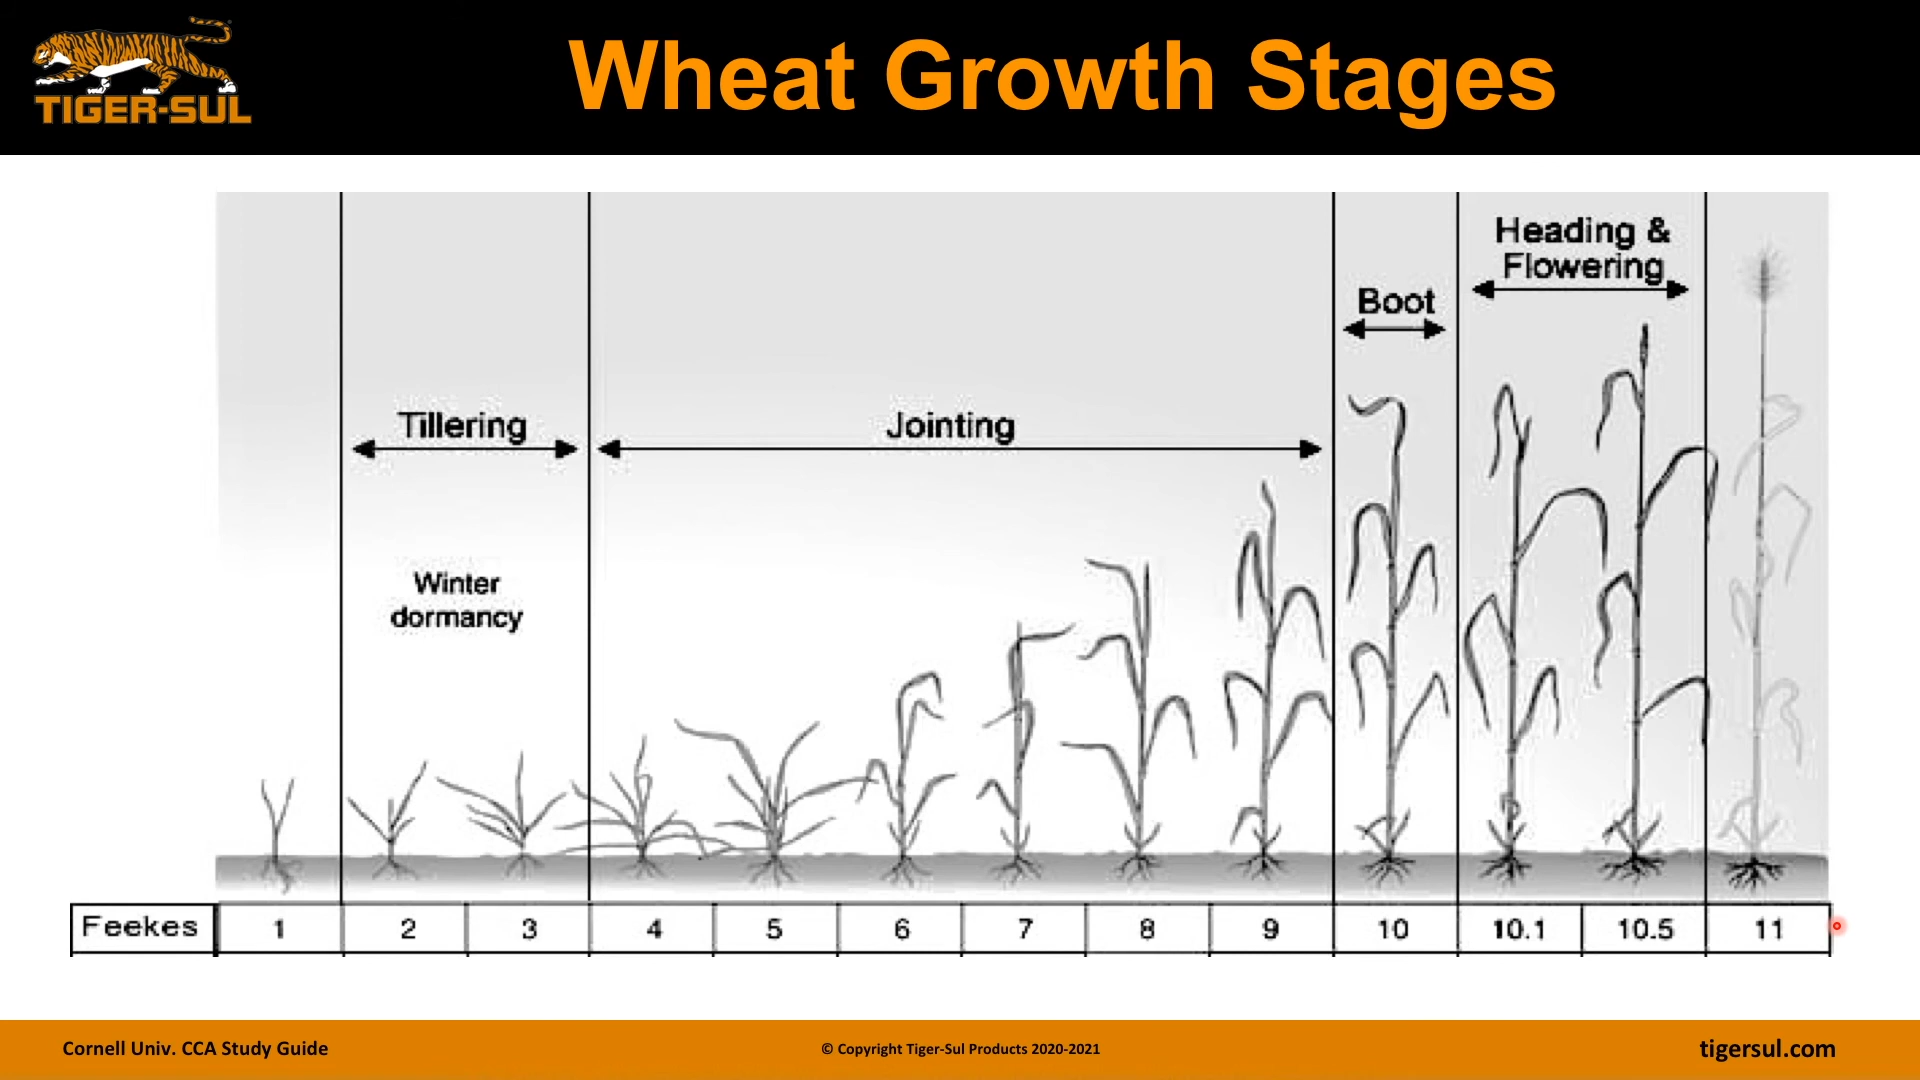 TIGER-SUL
Wheat Growth Stages
Heading &
Flowering
Boot
Tillering
Jointing
Winter
dormancy
Feekes 1 2 3 4 5 6 7 8 9 10 10.1 10.5 11
Cornell Univ. CCA Study Guide
© Copyright Tiger-Sul Products 2020-2021
tigersul.com